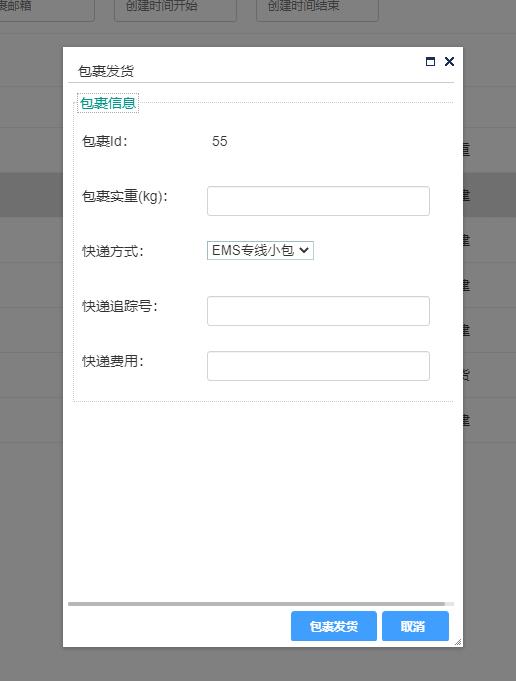 裹邮箱 创建时间开始 创建时间结束
包裹发货
包裹信息
包裹Id： 55
包裹实重(kg)：
快递方式： EMS专线小包
快递追踪号：
快递费用：
重
建
建
建
建
货
建
包裹发货 取消